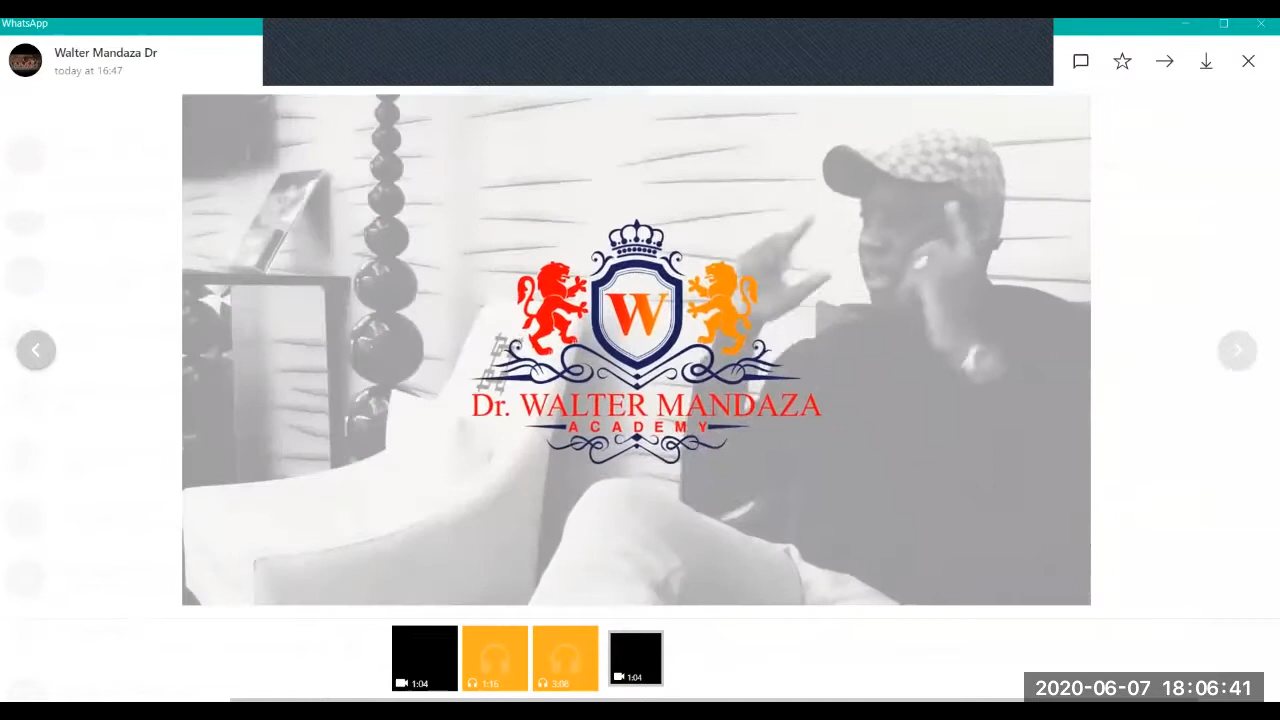 WhatsApp
Walter Mandaza Dr
today at 16:47
W
Dr. WALTER MANDAZA
ACADEMY
1:04
1:15
3:06
1:04
2020-06-07 18:06:41